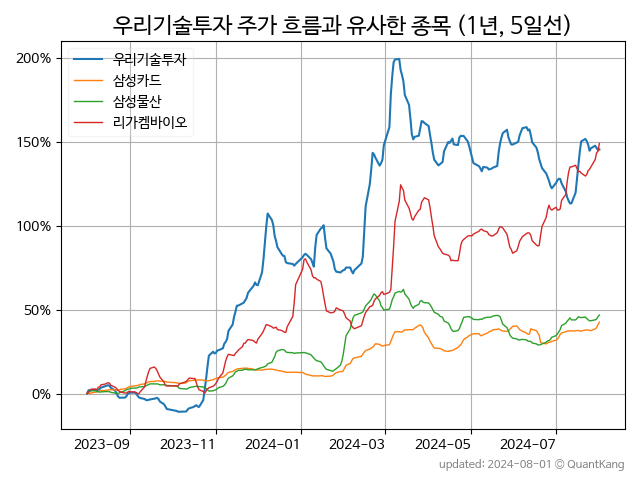 우리기술투자 주가 흐름과 유사한 종목 (1년, 5일선)
우리기술투자
삼성카드
삼성물산
리가켐바이오
200%
150%
100%
50%
0%
2023-09 2023-11 2024-01 2024-03 2024-05 2024-07
updated: 2024-08-01 © QuantKang